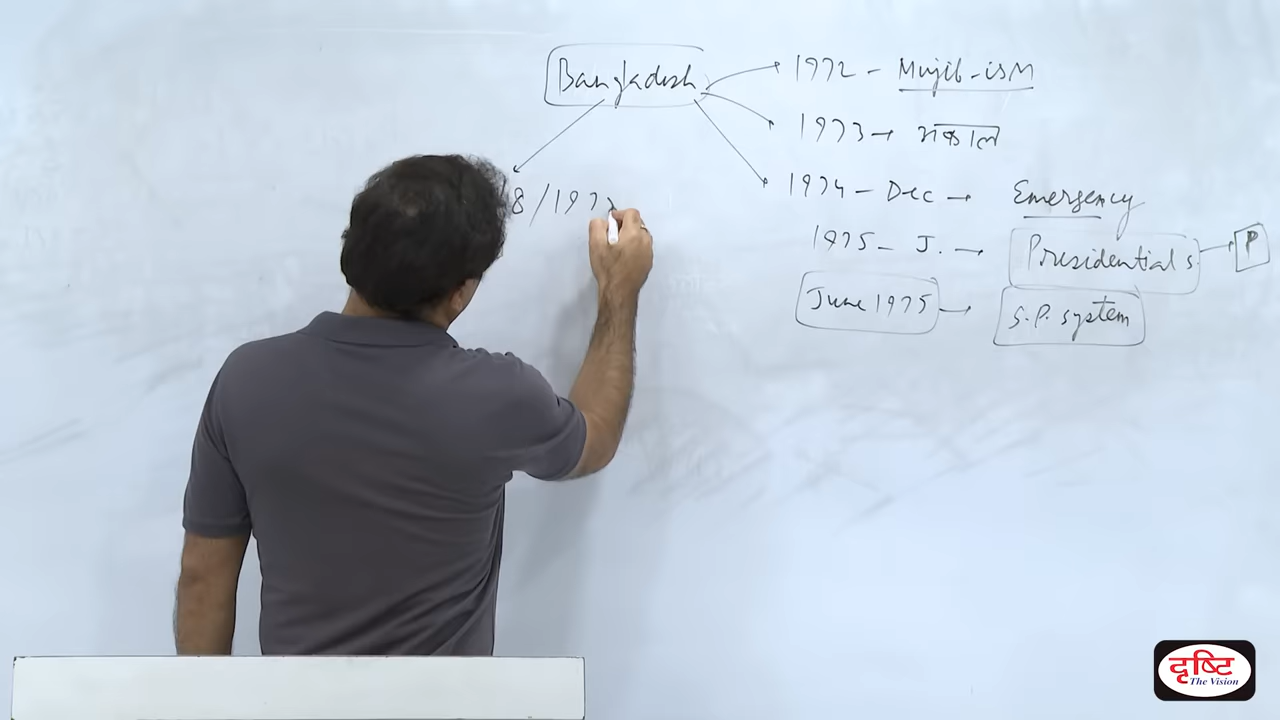 Bangladesh
1972 - Mujib-ism
1973 → अकाल
1974 - Dec → Emergency
8/197
1975 - J. → Presidential s → P
June 1975 → S.P. system
दृष्टि
The Vision